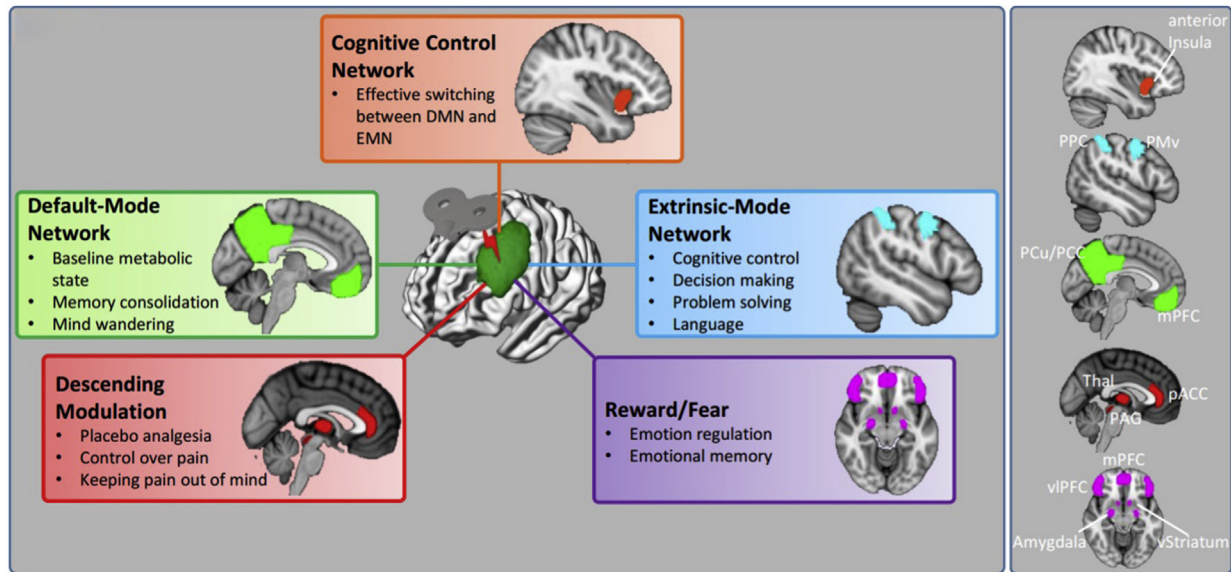 Cognitive Control
Network
• Effective switching
between DMN and
EMN
Default-Mode
Network
• Baseline metabolic
state
• Memory consolidation
• Mind wandering
Extrinsic-Mode
Network
• Cognitive control
• Decision making
• Problem solving
• Language
Descending
Modulation
• Placebo analgesia
• Control over pain
• Keeping pain out of mind
Reward/Fear
• Emotion regulation
• Emotional memory
anterior
Insula
PPC
PMv
PCu/PCC
mPFC
Thal
pACC
PAG
mPFC
vlPFC
Amygdala
vStriatum